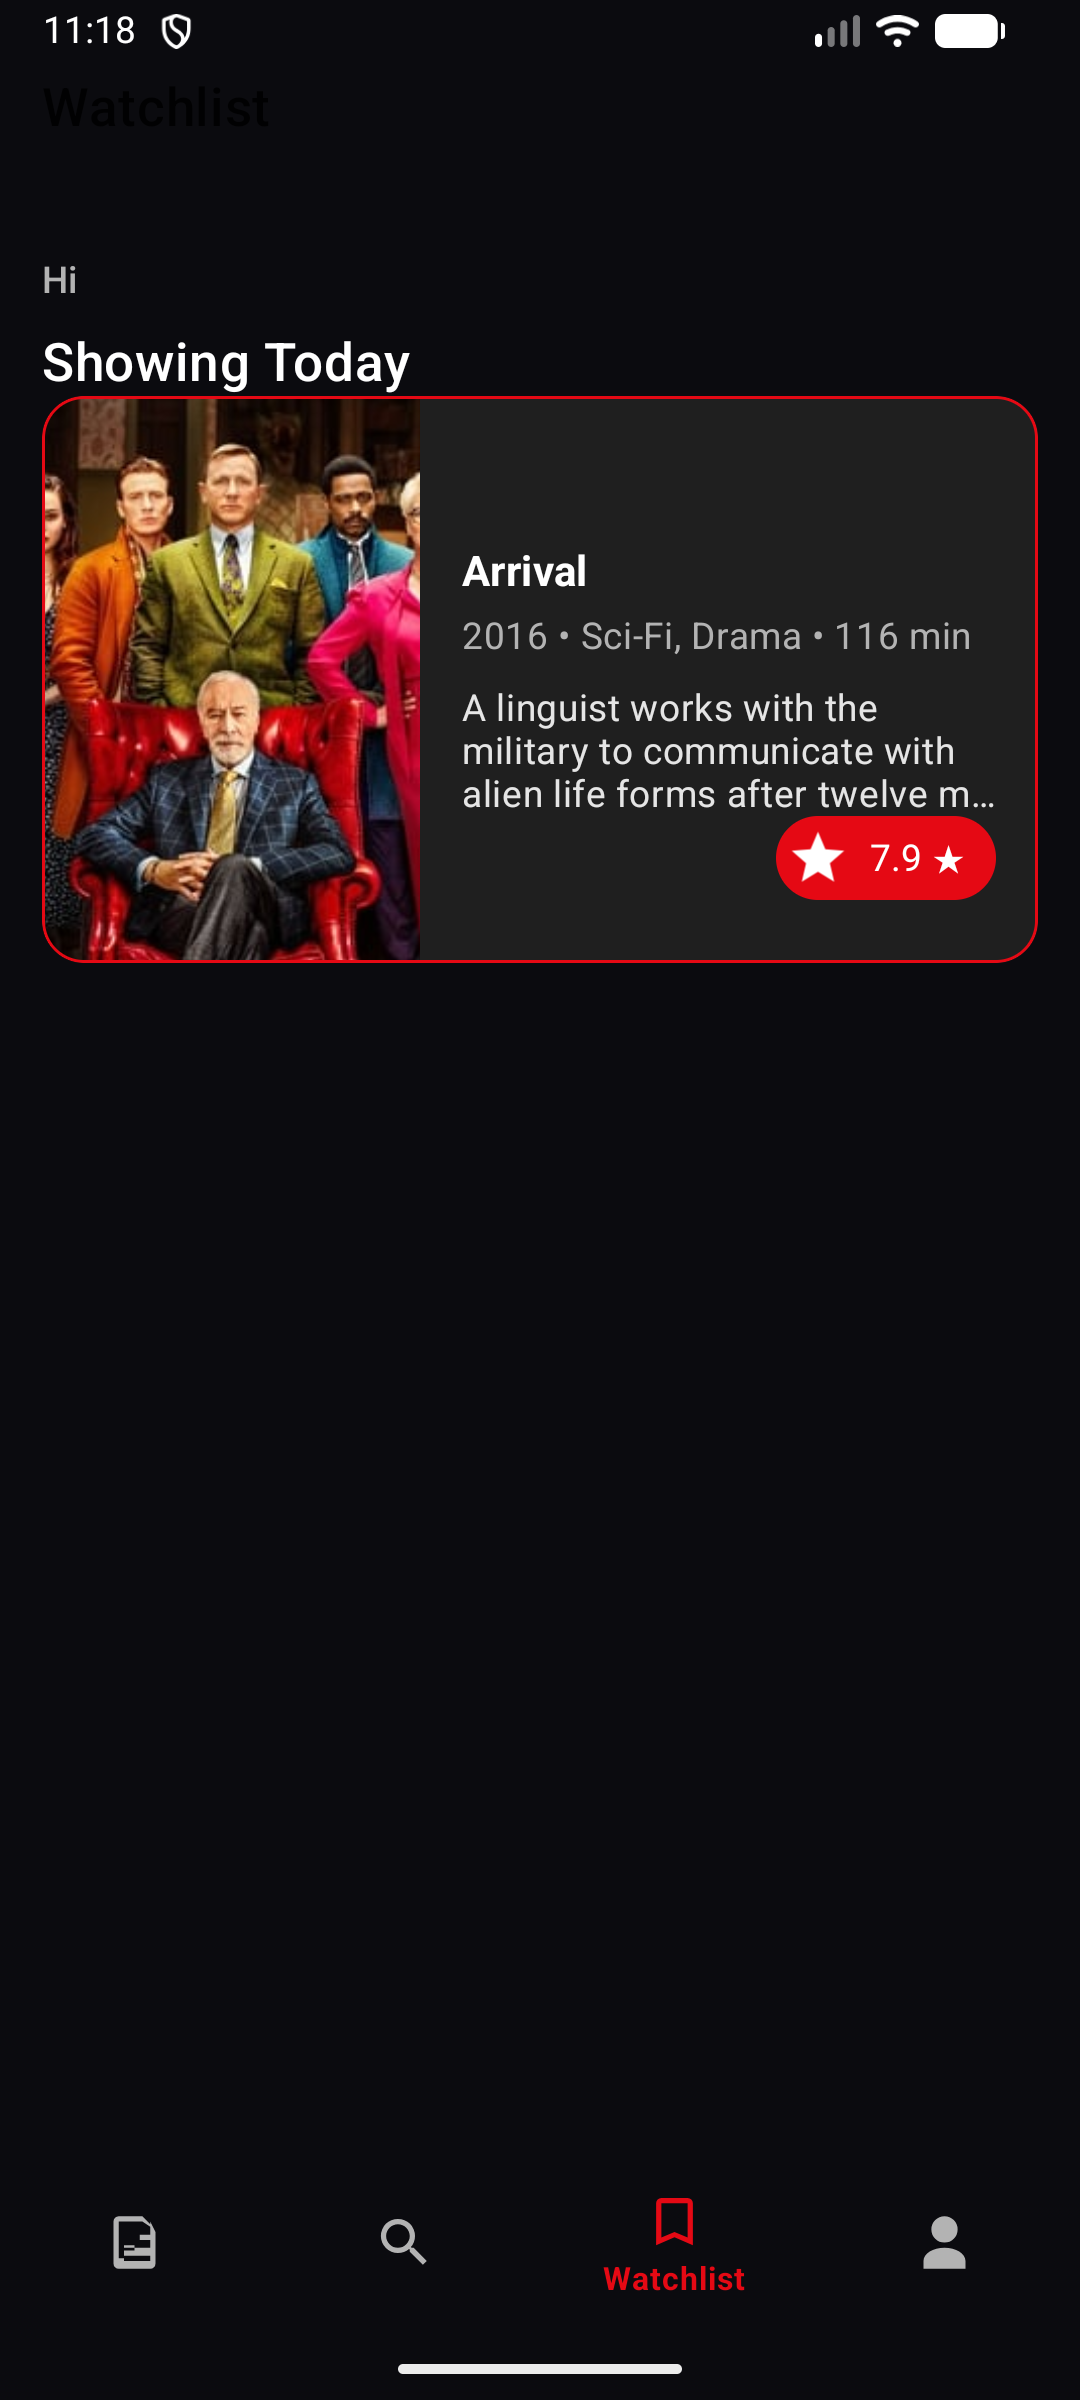 11:18
Watchlist
Hi
Showing Today
Arrival
2016 • Sci-Fi, Drama • 116 min
A linguist works with the
military to communicate with
alien life forms after twelve m...
7.9 ★
Watchlist